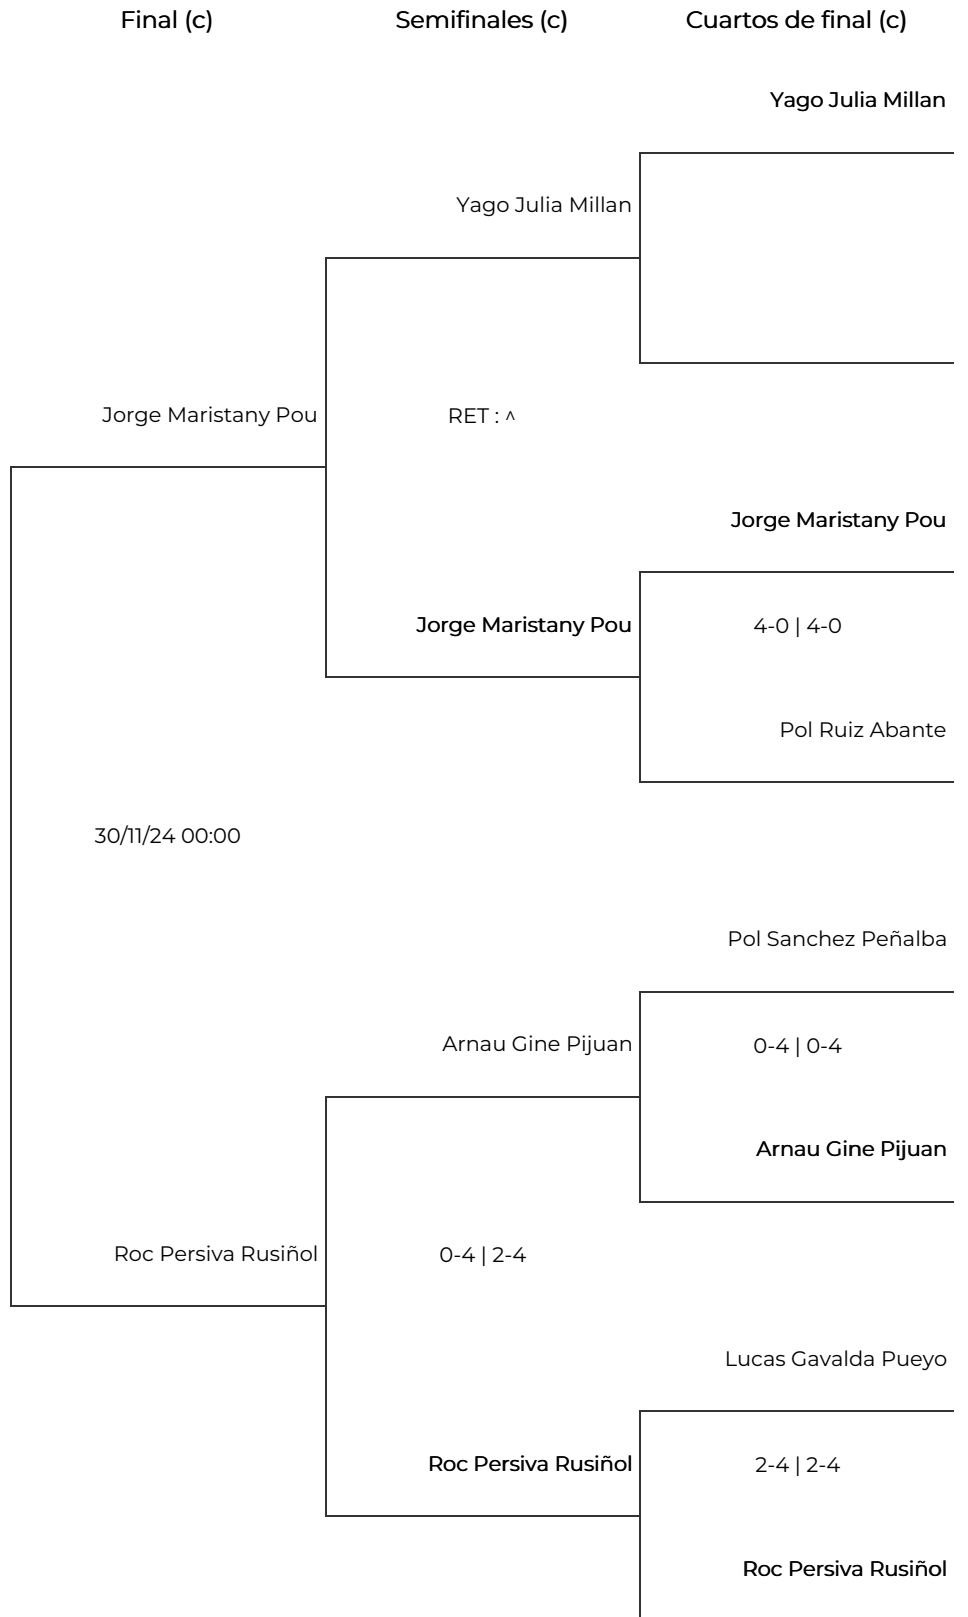 Final (c)
Semifinales (c)
Cuartos de final (c)
Yago Julia Millan
Yago Julia Millan
Jorge Maristany Pou
RET : ^
Jorge Maristany Pou
Jorge Maristany Pou
4-0 | 4-0
Pol Ruiz Abante
30/11/24 00:00
Pol Sanchez Peñalba
Arnau Gine Pijuan
0-4 | 0-4
Arnau Gine Pijuan
Roc Persiva Rusiñol
0-4 | 2-4
Lucas Gavalda Pueyo
Roc Persiva Rusiñol
2-4 | 2-4
Roc Persiva Rusiñol